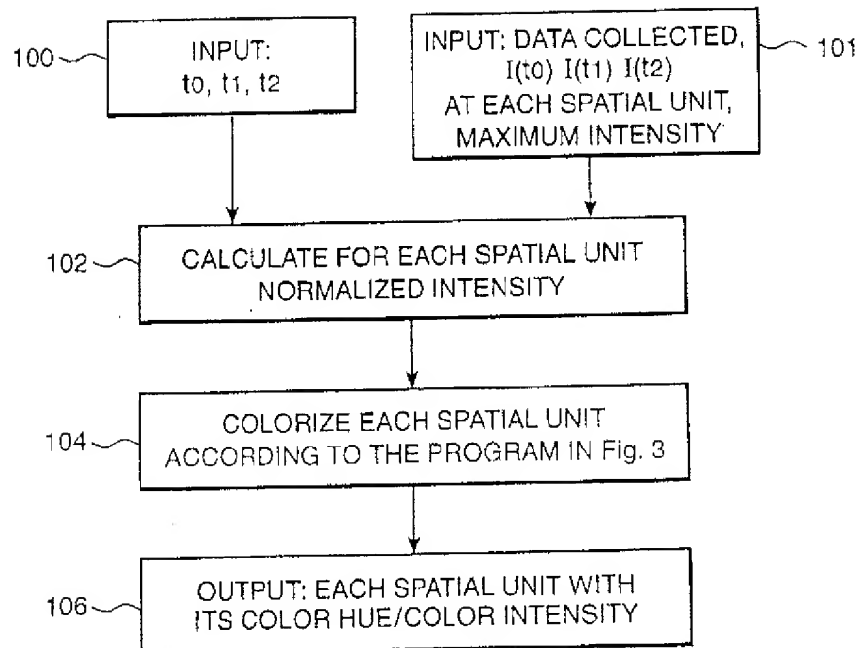 100
INPUT:
t0, t1, t2
INPUT: DATA COLLECTED,
I(t0) I(t1) I(t2)
AT EACH SPATIAL UNIT,
MAXIMUM INTENSITY
101
102
CALCULATE FOR EACH SPATIAL UNIT
NORMALIZED INTENSITY
104
COLORIZE EACH SPATIAL UNIT
ACCORDING TO THE PROGRAM IN Fig. 3
106
OUTPUT: EACH SPATIAL UNIT WITH
ITS COLOR HUE/COLOR INTENSITY